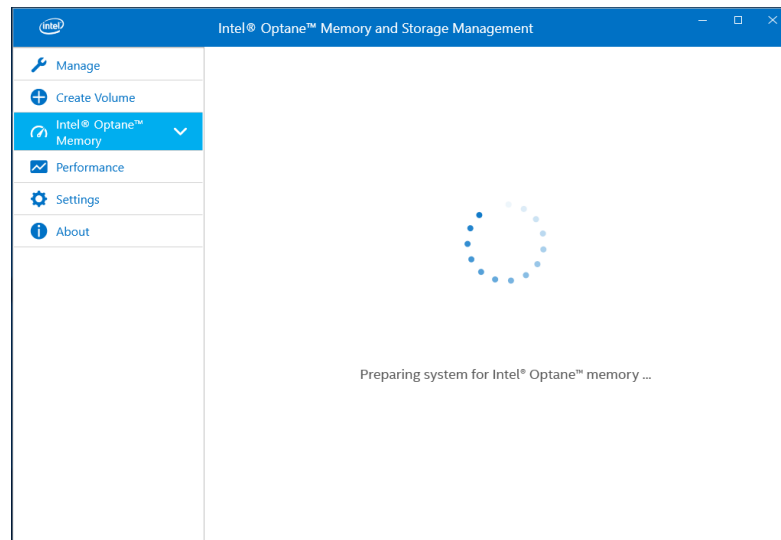 intel
Intel® Optane™ Memory and Storage Management
Manage
Create Volume
Intel® Optane™
Memory
Performance
Settings
About
Preparing system for Intel® Optane™ memory ...